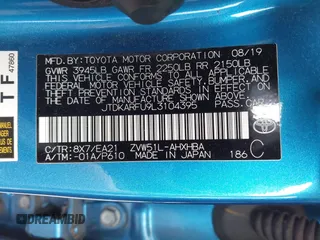 TF
47860
MFD. BY: TOYOTA MOTOR CORPORATION 08/19
GVWR 3945LB GAWR FR 2250LB RR 2150LB
THIS VEHICLE CONFORMS TO ALL APPLICABLE
FEDERAL MOTOR VEHICLE SAFETY, BUMPER, AND
THEFT PREVENTION STANDARDS IN EFFECT ON
THE DATE OF MANUFACTURE SHOWN ABOVE.
JTDKARFU9L3104395 PASS. CAR
ZVW51L-AHXHBA
C/TR: 8X7/EA21
A/TM: -01A/P610 MADE IN JAPAN 186 C
DREAMBID